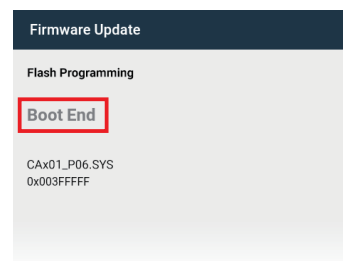 Firmware Update
Flash Programming
Boot End
CAx01_P06.SYS
0x003FFFFF